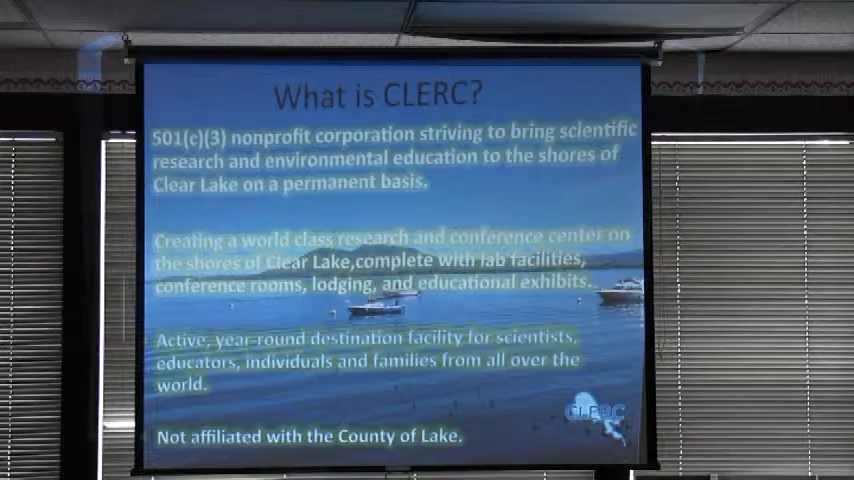 What is CLERC?
501(c)(3) nonprofit corporation striving to bring scientific
research and environmental education to the shores of
Clear Lake on a permanent basis.
Creating a world class research and conference center on
the shores of Clear Lake,complete with lab facilities,
conference rooms, lodging, and educational exhibits.
Active, year-round destination facility for scientists,
educators, individuals and families from all over the
world.
CLERC
Not affiliated with the County of Lake.